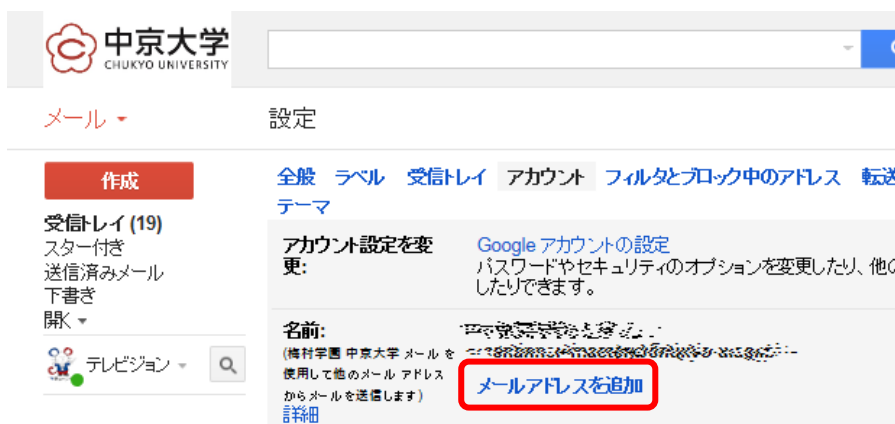 中京大学
CHUKYO UNIVERSITY
メール
設定
作成
全般 ラベル 受信トレイ アカウント フィルタとブロック中のアドレス 転送
テーマ
受信トレイ (19)
スター付き
送信済みメール
下書き
開く
テレビジョン
アカウント設定を変
更:
Google アカウントの設定
パスワードやセキュリティのオプションを変更したり、他の
したりできます。
名前:
(梅村学園 中京大学 メール を
使用して他のメール アドレス
からメールを送信します)
詳細
メールアドレスを追加